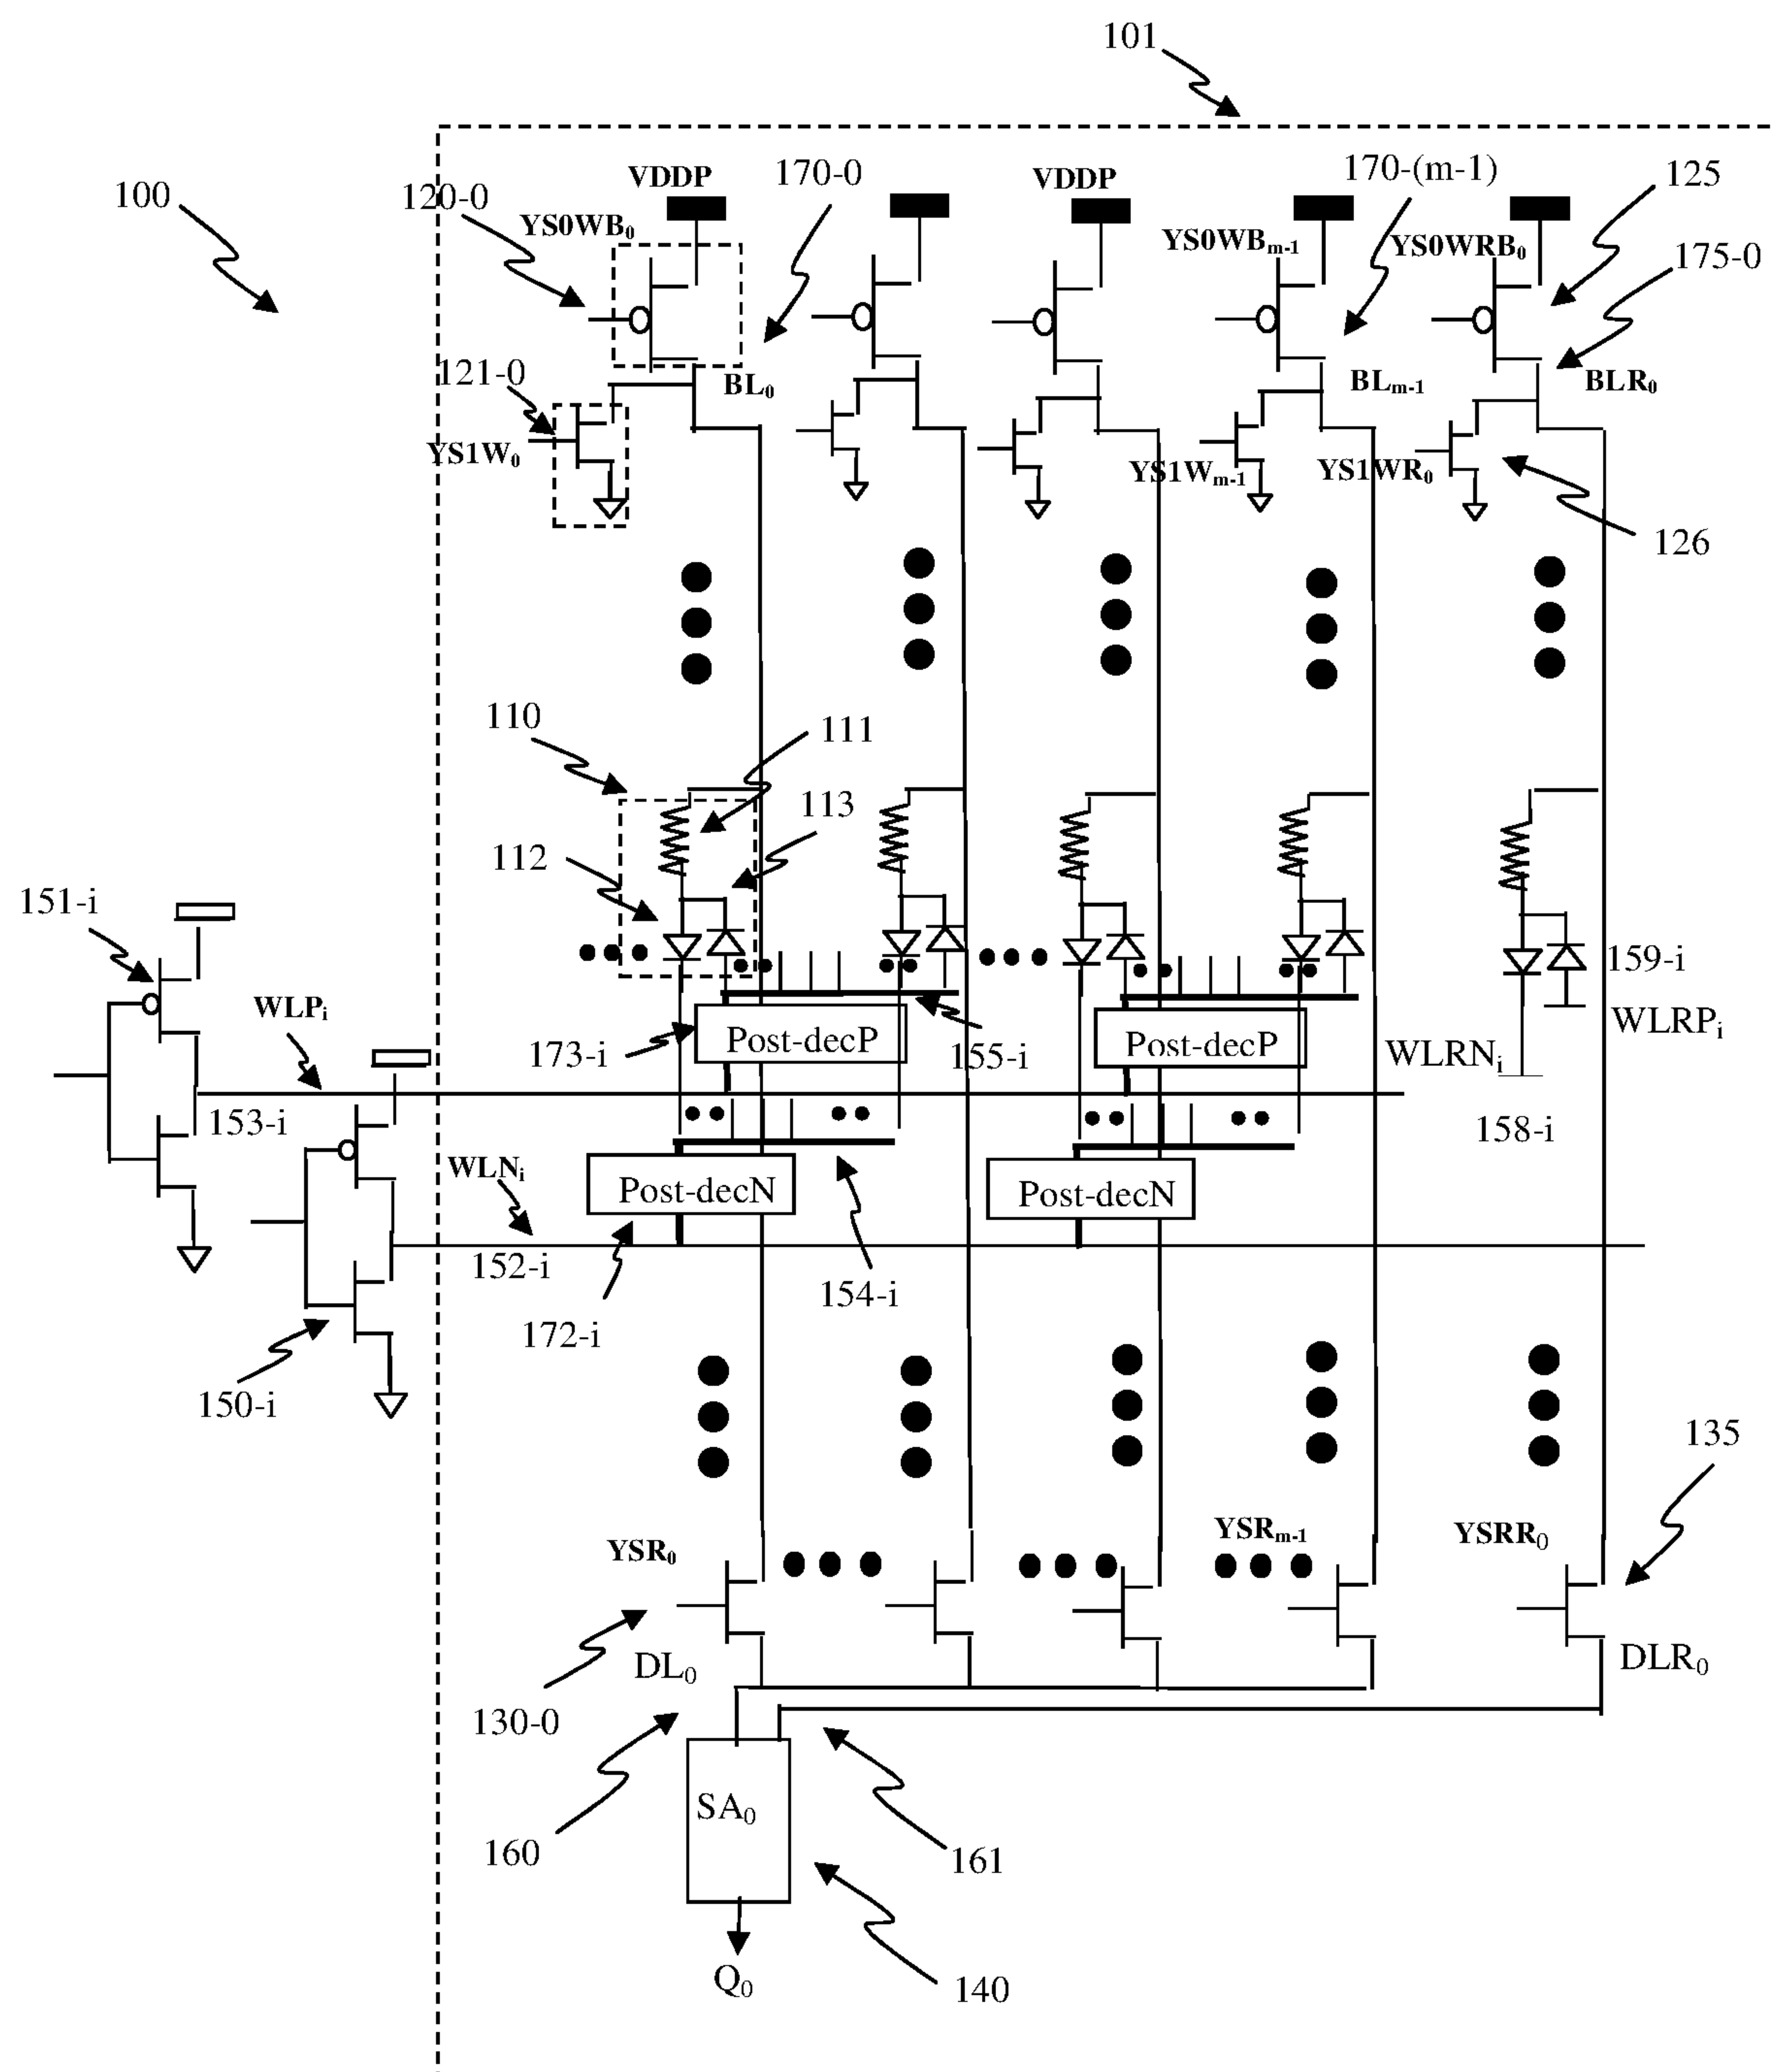 101
100
120-0
VDDP
170-0
VDDP
170-(m-1)
125
YS0WB₀
YS0WBₘ₋₁
YS0WRB₀
175-0
121-0
BL₀
BLₘ₋₁
BLR₀
YS1W₀
YS1Wₘ₋₁
YS1WR₀
126
110
111
113
112
151-i
159-i
WLPᵢ
173-i
Post-decP
155-i
Post-decP
WLRNᵢ
WLRPᵢ
153-i
158-i
WLNᵢ
Post-decN
Post-decN
152-i
154-i
172-i
150-i
135
YSR₀
YSRₘ₋₁
YSRR₀
DL₀
DLR₀
130-0
SA₀
160
161
Q₀
140